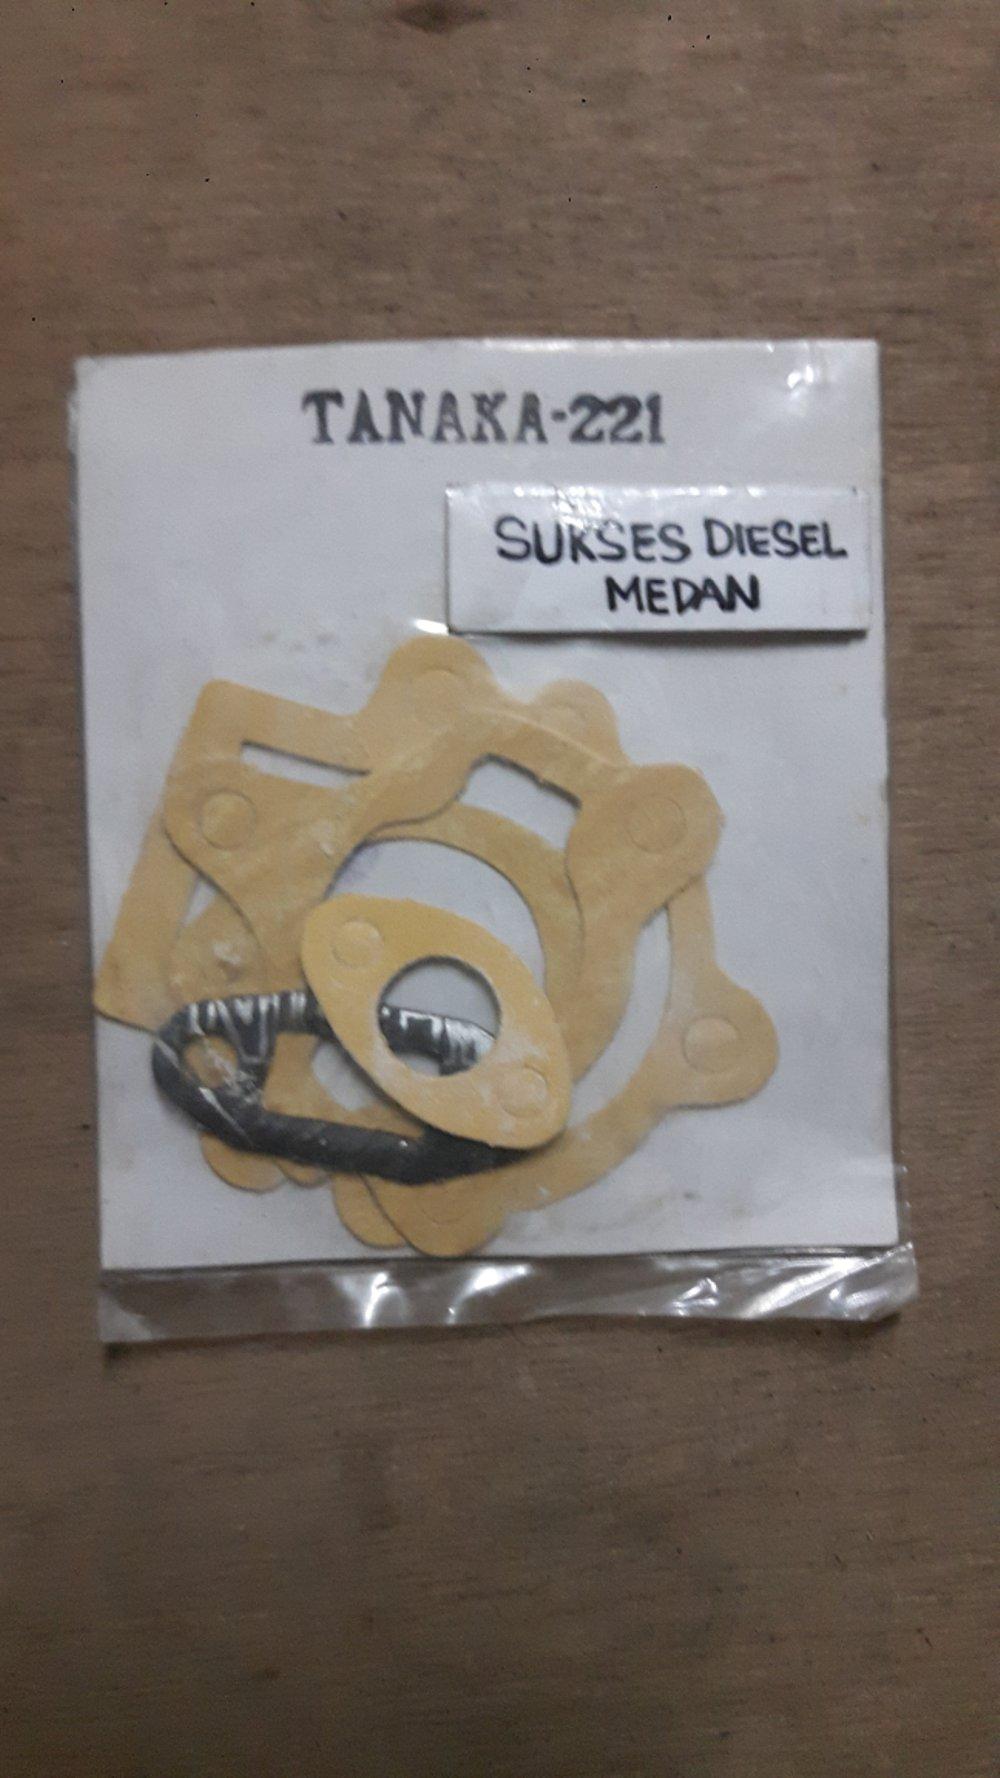 TANAKA-221
SUKSES DIESEL
MEDAN